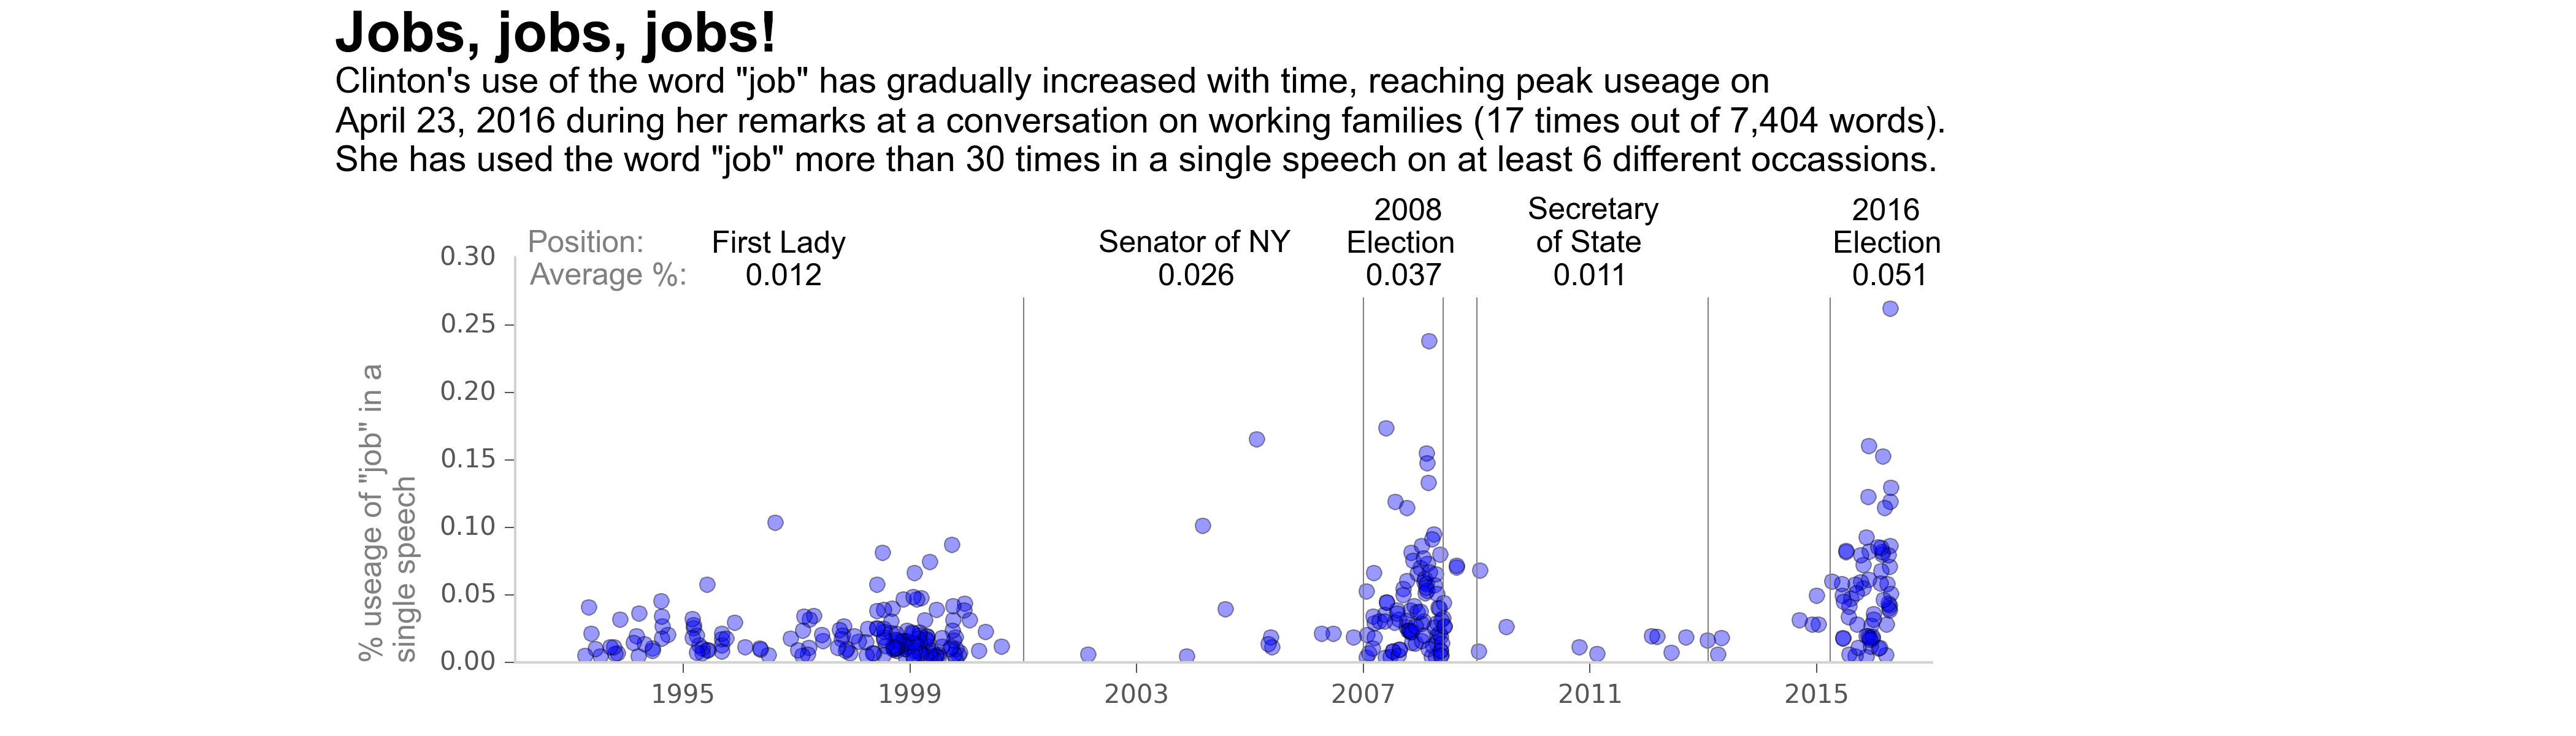 Jobs, jobs, jobs!
Clinton's use of the word "job" has gradually increased with time, reaching peak useage on
April 23, 2016 during her remarks at a conversation on working families (17 times out of 7,404 words).
She has used the word "job" more than 30 times in a single speech on at least 6 different occassions.
2008
Secretary
2016
Position:
First Lady
Senator of NY
Election
of State
Election
Average %:
0.012
0.026
0.037
0.011
0.051
% useage of "job" in a
single speech
0.30
0.25
0.20
0.15
0.10
0.05
0.00
1995
1999
2003
2007
2011
2015